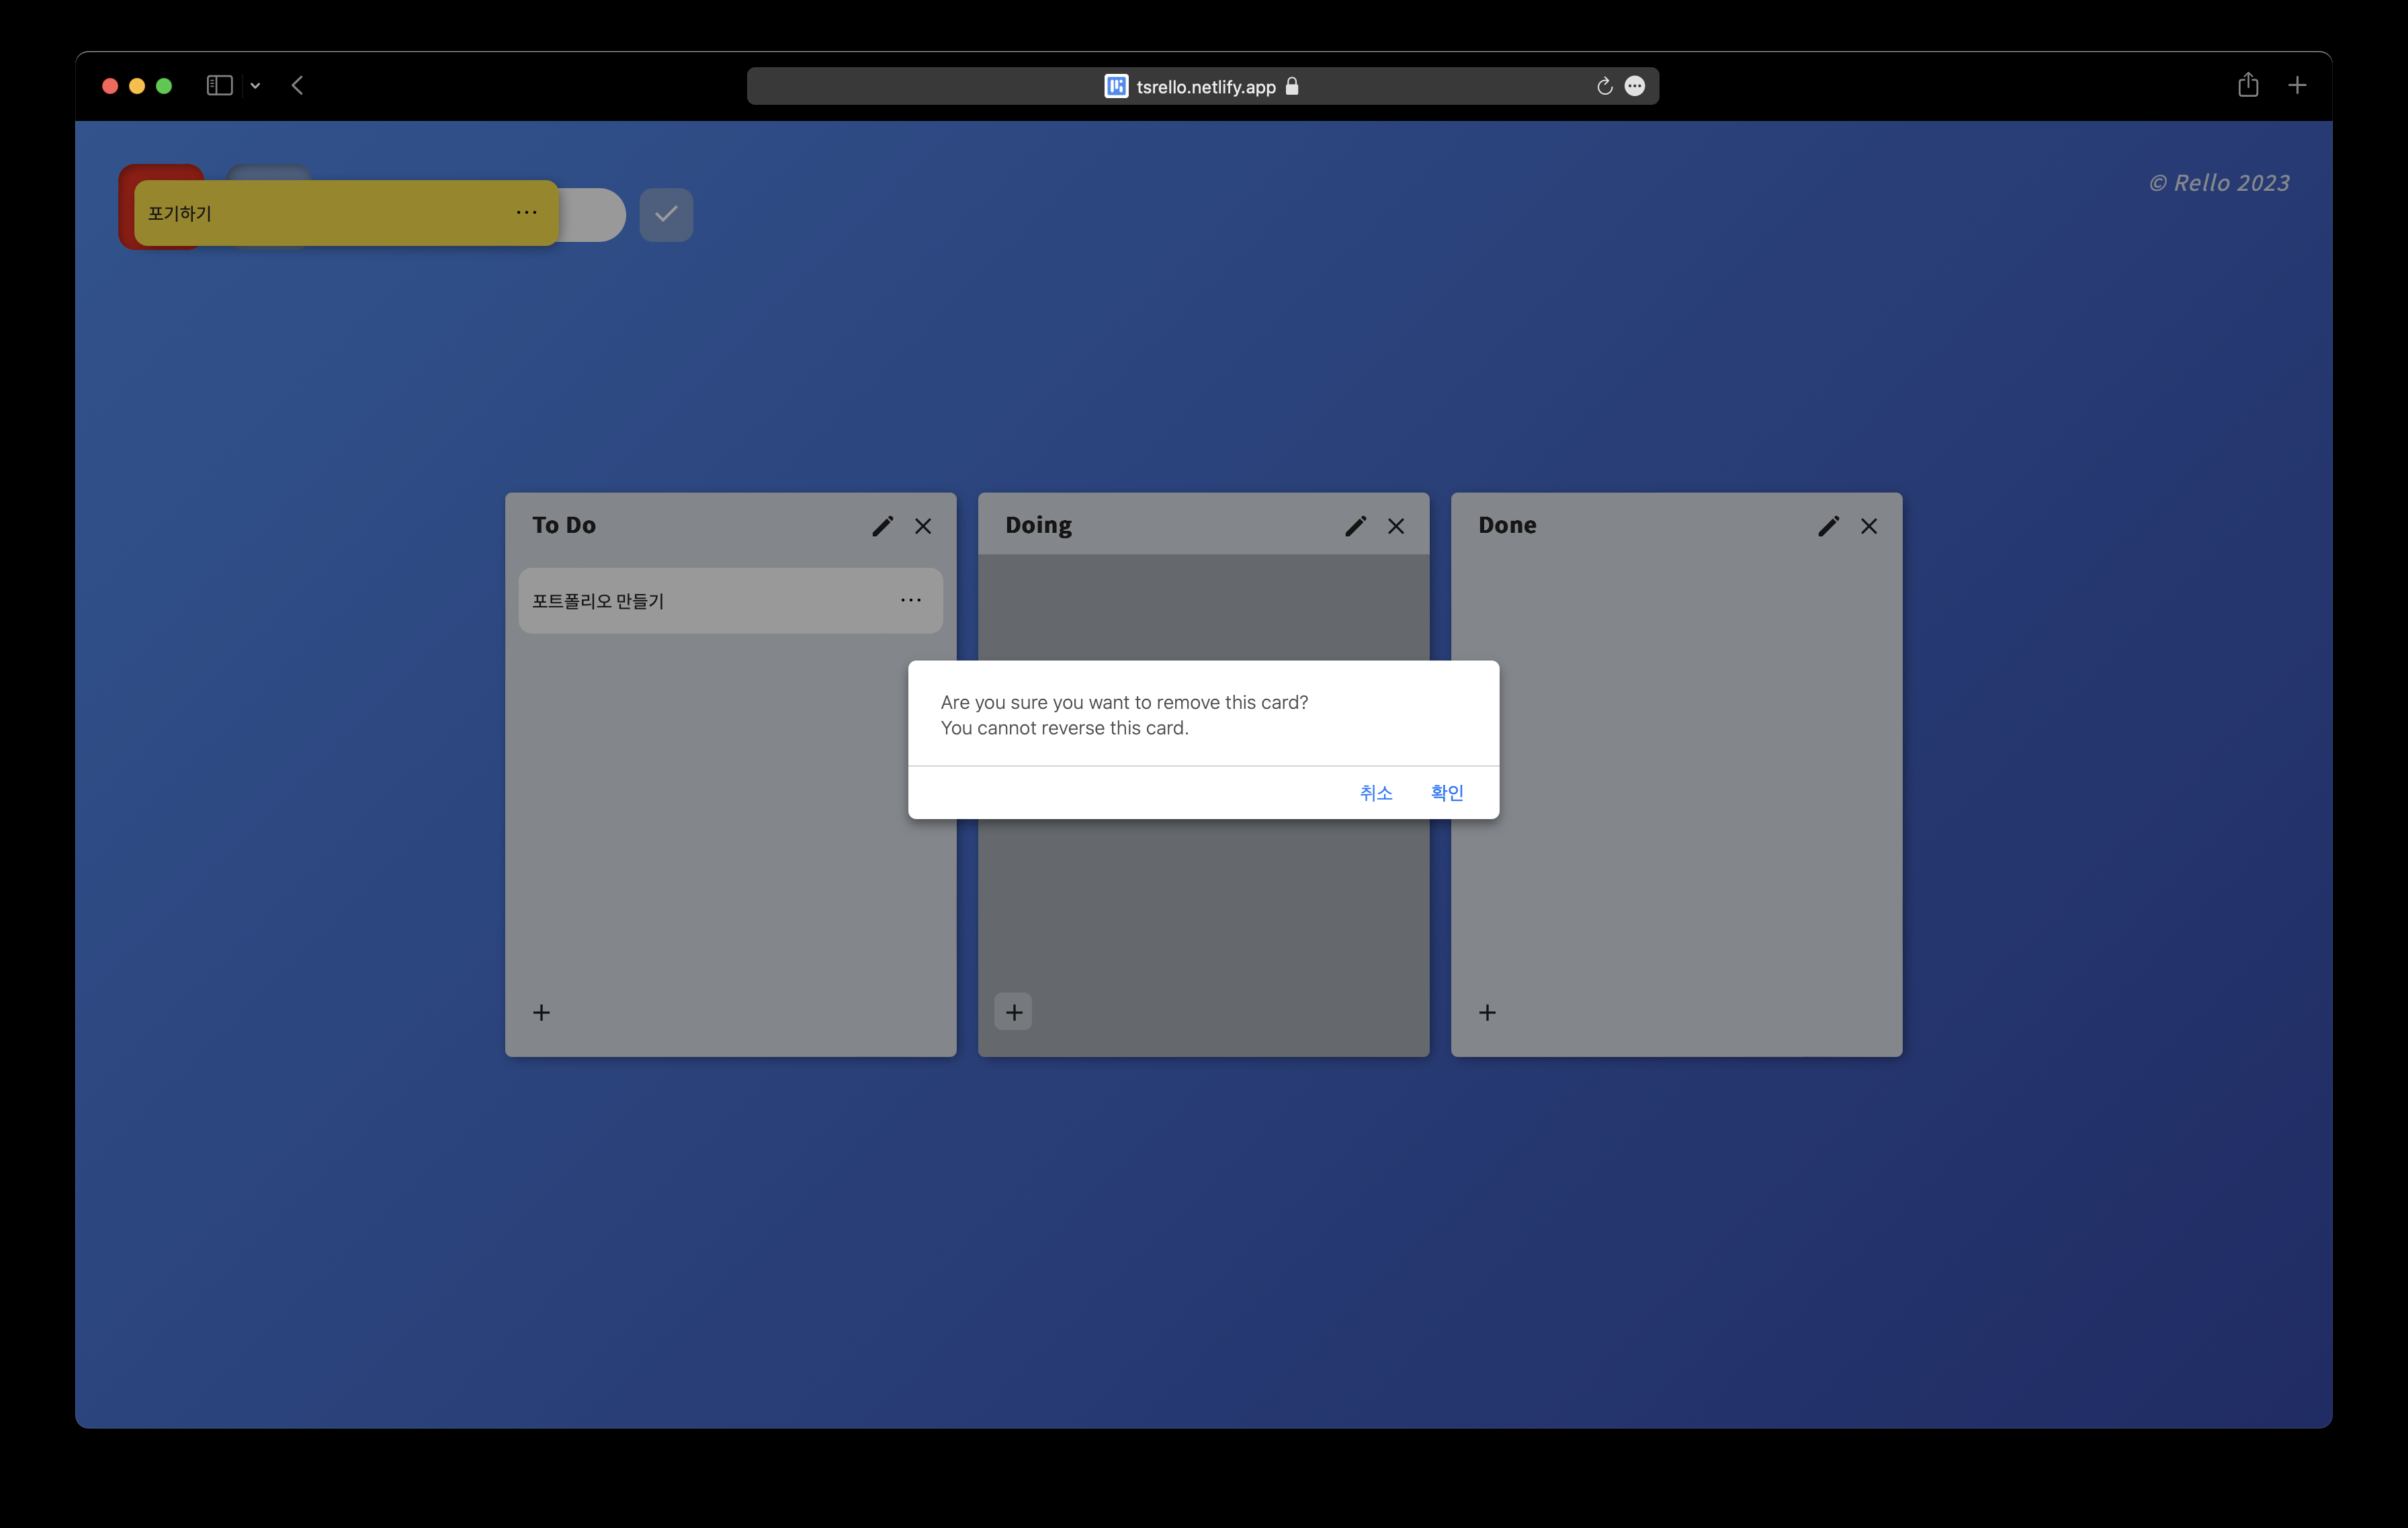 tsrello.netlify.app
© Rello 2023
포기하기
To Do
포트폴리오 만들기
Doing
Done
Are you sure you want to remove this card?
You cannot reverse this card.
취소 확인